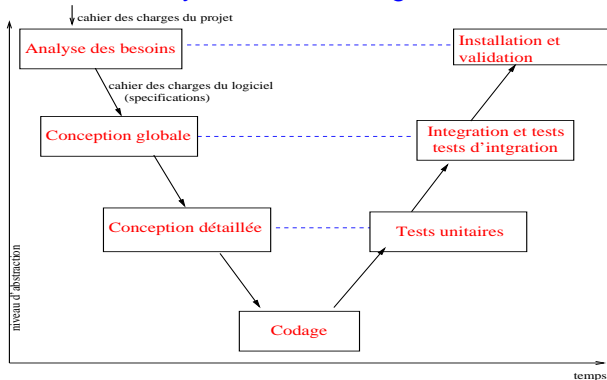 cahier des charges du projet
Analyse des besoins
Installation et
validation
cahier des charges du logiciel
(specifications)
Conception globale
Integration et tests
tests d'intgration
Conception détaillée
Tests unitaires
Codage
niveau d'abstraction
temps